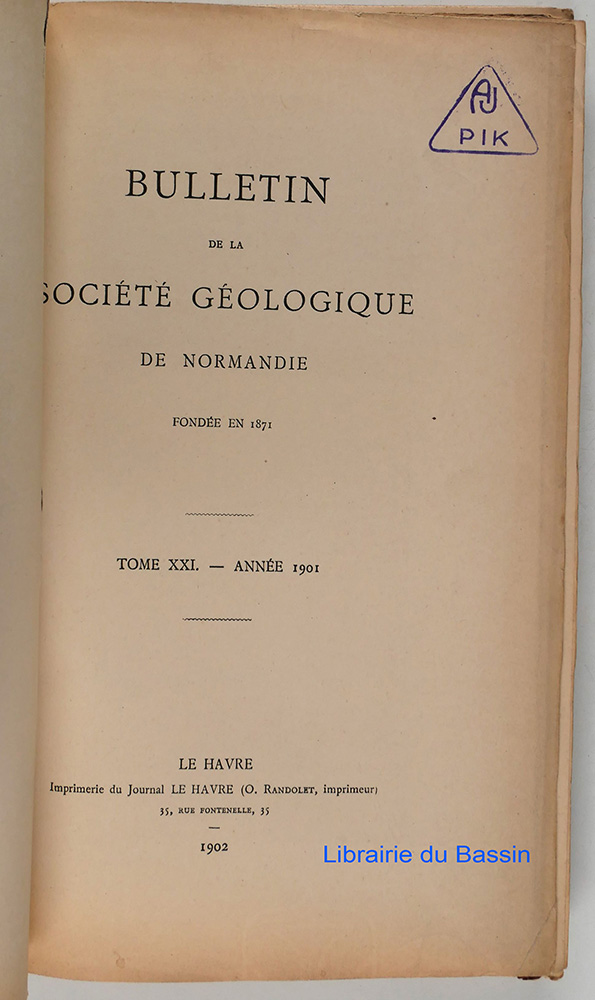 AJ
PIK
BULLETIN
DE LA
SOCIÉTÉ GÉOLOGIQUE
DE NORMANDIE
FONDÉE EN 1871
TOME XXI. — ANNÉE 1901
LE HAVRE
Imprimerie du Journal LE HAVRE (O. RANDOLET, imprimeur)
35, RUE FONTENELLE, 35
1902
Librairie du Bassin